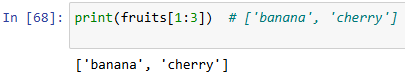 In [68]: print(fruits[1:3])  # ['banana', 'cherry']
['banana', 'cherry']